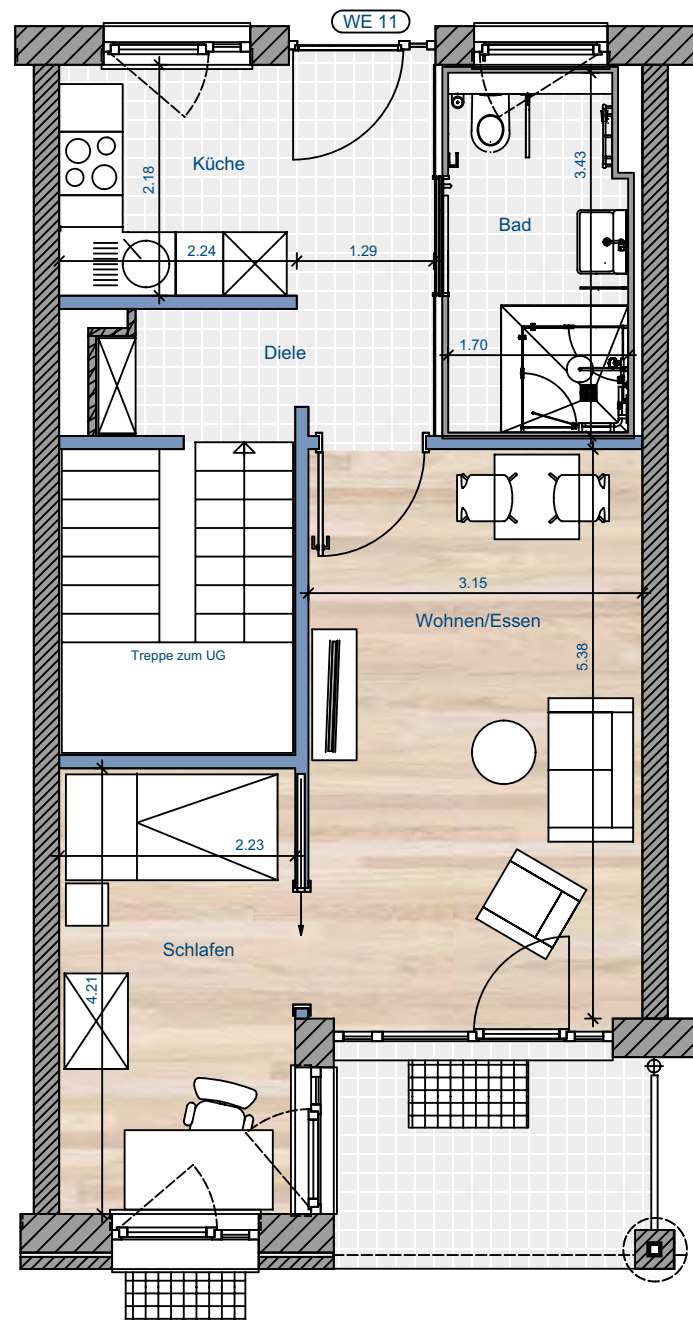 WE 11
Küche
2.18
3.43
Bad
2.24
1.29
Diele
1.70
3.15
Wohnen/Essen
Treppe zum UG
5.38
2.23
Schlafen
4.21